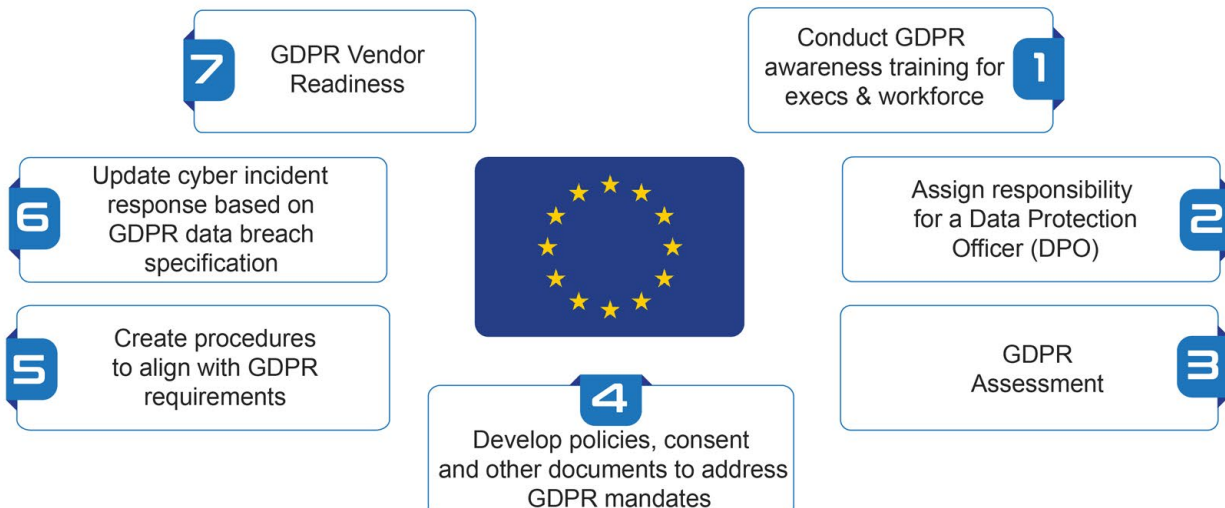 1
Conduct GDPR
awareness training for
execs & workforce
2
Assign responsibility
for a Data Protection
Officer (DPO)
3
GDPR
Assessment
4
Develop policies, consent
and other documents to address
GDPR mandates
5
Create procedures
to align with GDPR
requirements
6
Update cyber incident
response based on
GDPR data breach
specification
7
GDPR Vendor
Readiness